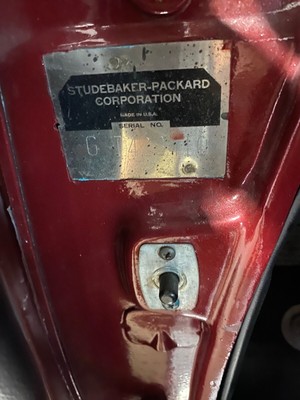 STUDEBAKER-PACKARD
CORPORATION
MADE IN U.S.A.
SERIAL NO.